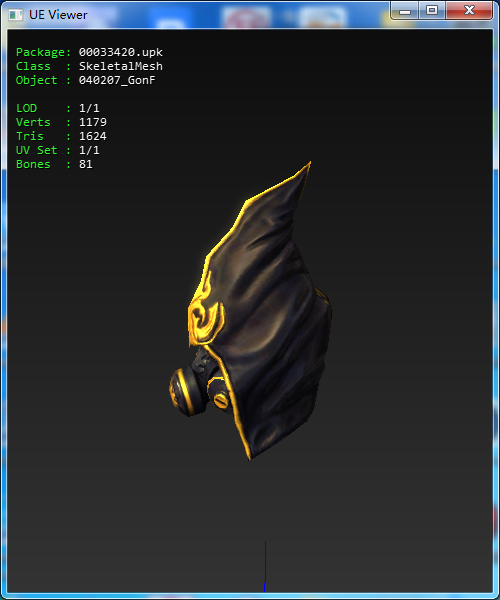 UE Viewer
Package: 00033420.upk
Class : SkeletalMesh
Object : 040207_GonF
LOD : 1/1
Verts : 1179
Tris : 1624
UV Set : 1/1
Bones : 81